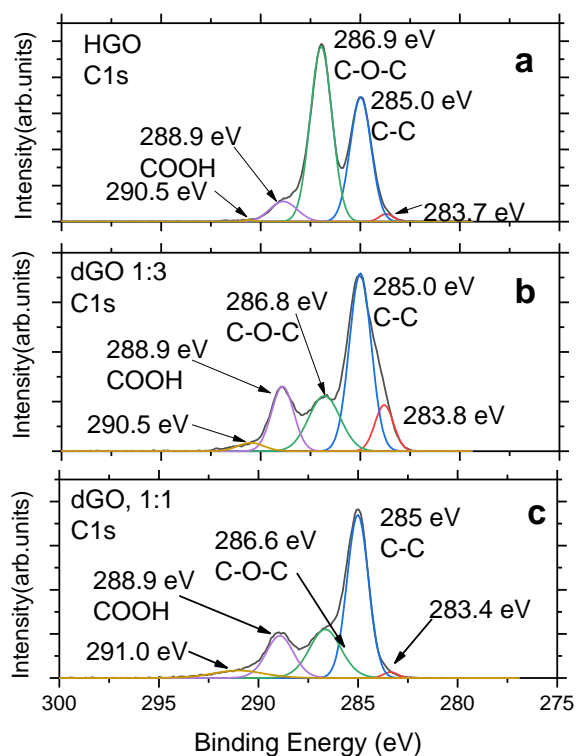 HGO
C1s
a
286.9 eV
C-O-C
285.0 eV
C-C
288.9 eV
COOH
290.5 eV
283.7 eV
Intensity(arb.units)
dGO 1:3
C1s
b
286.8 eV
C-O-C
285.0 eV
C-C
288.9 eV
COOH
290.5 eV
283.8 eV
Intensity(arb.units)
dGO, 1:1
C1s
c
286.6 eV
C-O-C
285 eV
C-C
288.9 eV
COOH
291.0 eV
283.4 eV
Intensity(arb.units)
300 295 290 285 280 275
Binding Energy (eV)